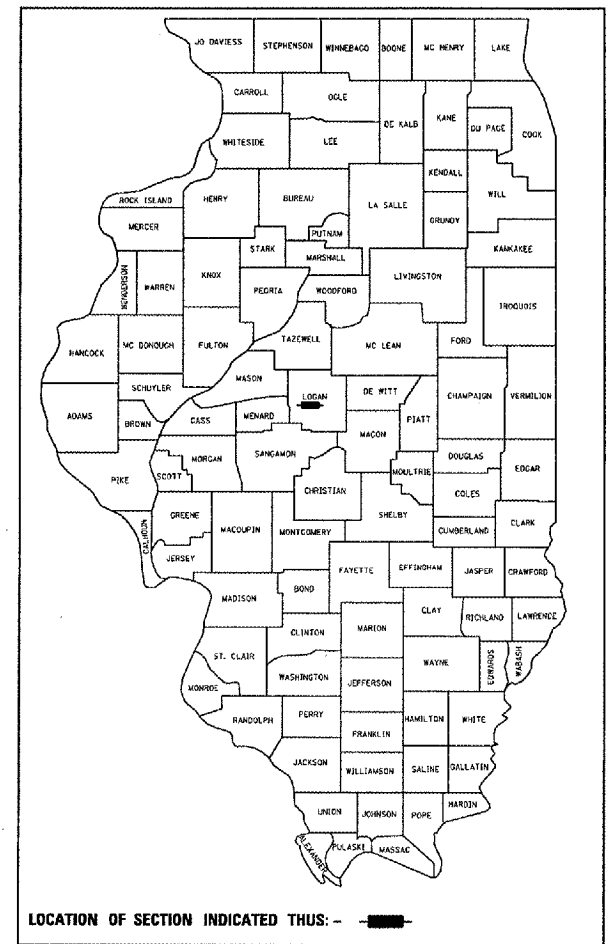 JO DAVIESS STEPHENSON WINNEBAGO BOONE MC HENRY LAKE
CARROLL OGLE DE KALB KANE DU PAGE COOK
WHITESIDE LEE KENDALL WILL
ROCK ISLAND HENRY BUREAU LA SALLE GRUNDY
MERCER PUTNAM KANKAKEE
STARK MARSHALL
HENDERSON WARREN KNOX PEORIA WOODFORD LIVINGSTON IROQUOIS
HANCOCK MC DONOUGH FULTON TAZEWELL MC LEAN FORD
SCHUYLER MASON LOGAN DE WITT CHAMPAIGN VERMILION
ADAMS BROWN CASS MENARD MACON PIATT
PIKE SCOTT MORGAN SANGAMON MOULTRIE DOUGLAS EDGAR
CHRISTIAN COLES
CALHOUN GREENE MACOUPIN MONTGOMERY SHELBY CUMBERLAND CLARK
JERSEY FAYETTE EFFINGHAM JASPER CRAWFORD
MADISON BOND CLAY RICHLAND LAWRENCE
CLINTON MARION
ST. CLAIR WAYNE EDWARDS WABASH
MONROE WASHINGTON JEFFERSON
RANDOLPH PERRY HAMILTON WHITE
FRANKLIN
JACKSON WILLIAMSON SALINE GALLATIN
UNION JOHNSON POPE HARDIN
ALEXANDER PULASKI MASSAC
LOCATION OF SECTION INDICATED THUS: -